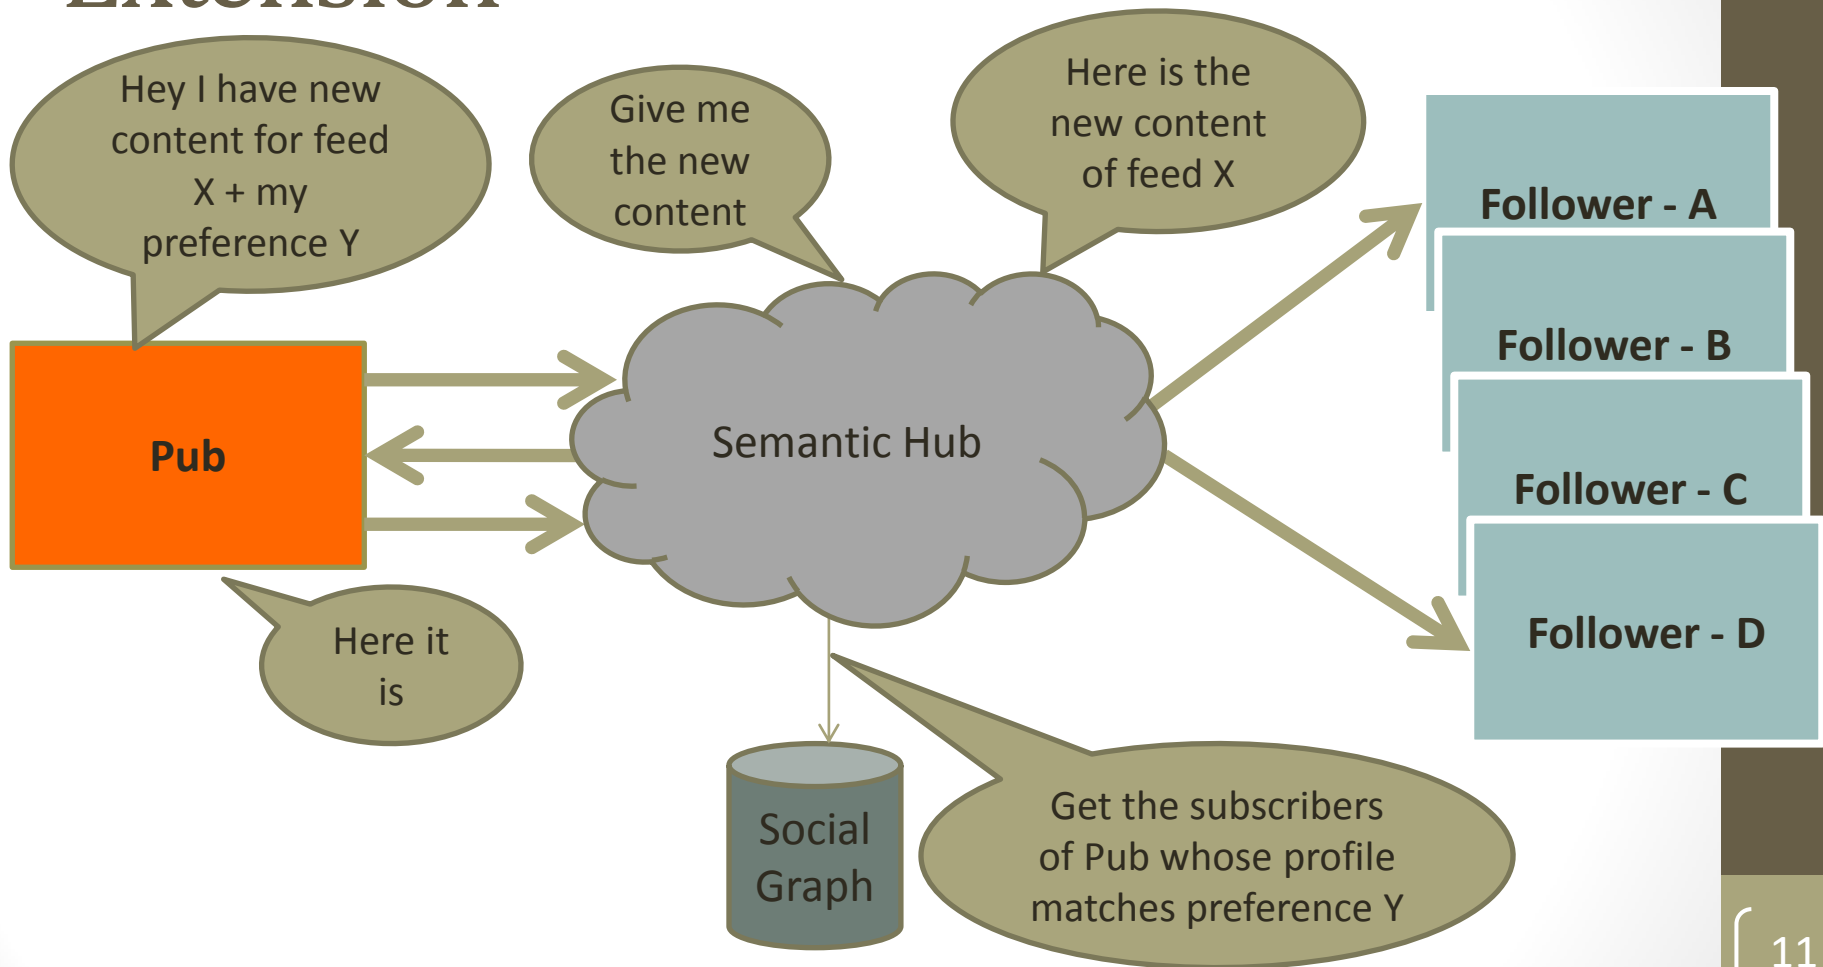 Extension
Hey I have new
content for feed
X + my
preference Y
Give me
the new
content
Here is the
new content
of feed X
Follower - A
Follower - B
Follower - C
Follower - D
Pub
Semantic Hub
Here it
is
Social
Graph
Get the subscribers
of Pub whose profile
matches preference Y
11